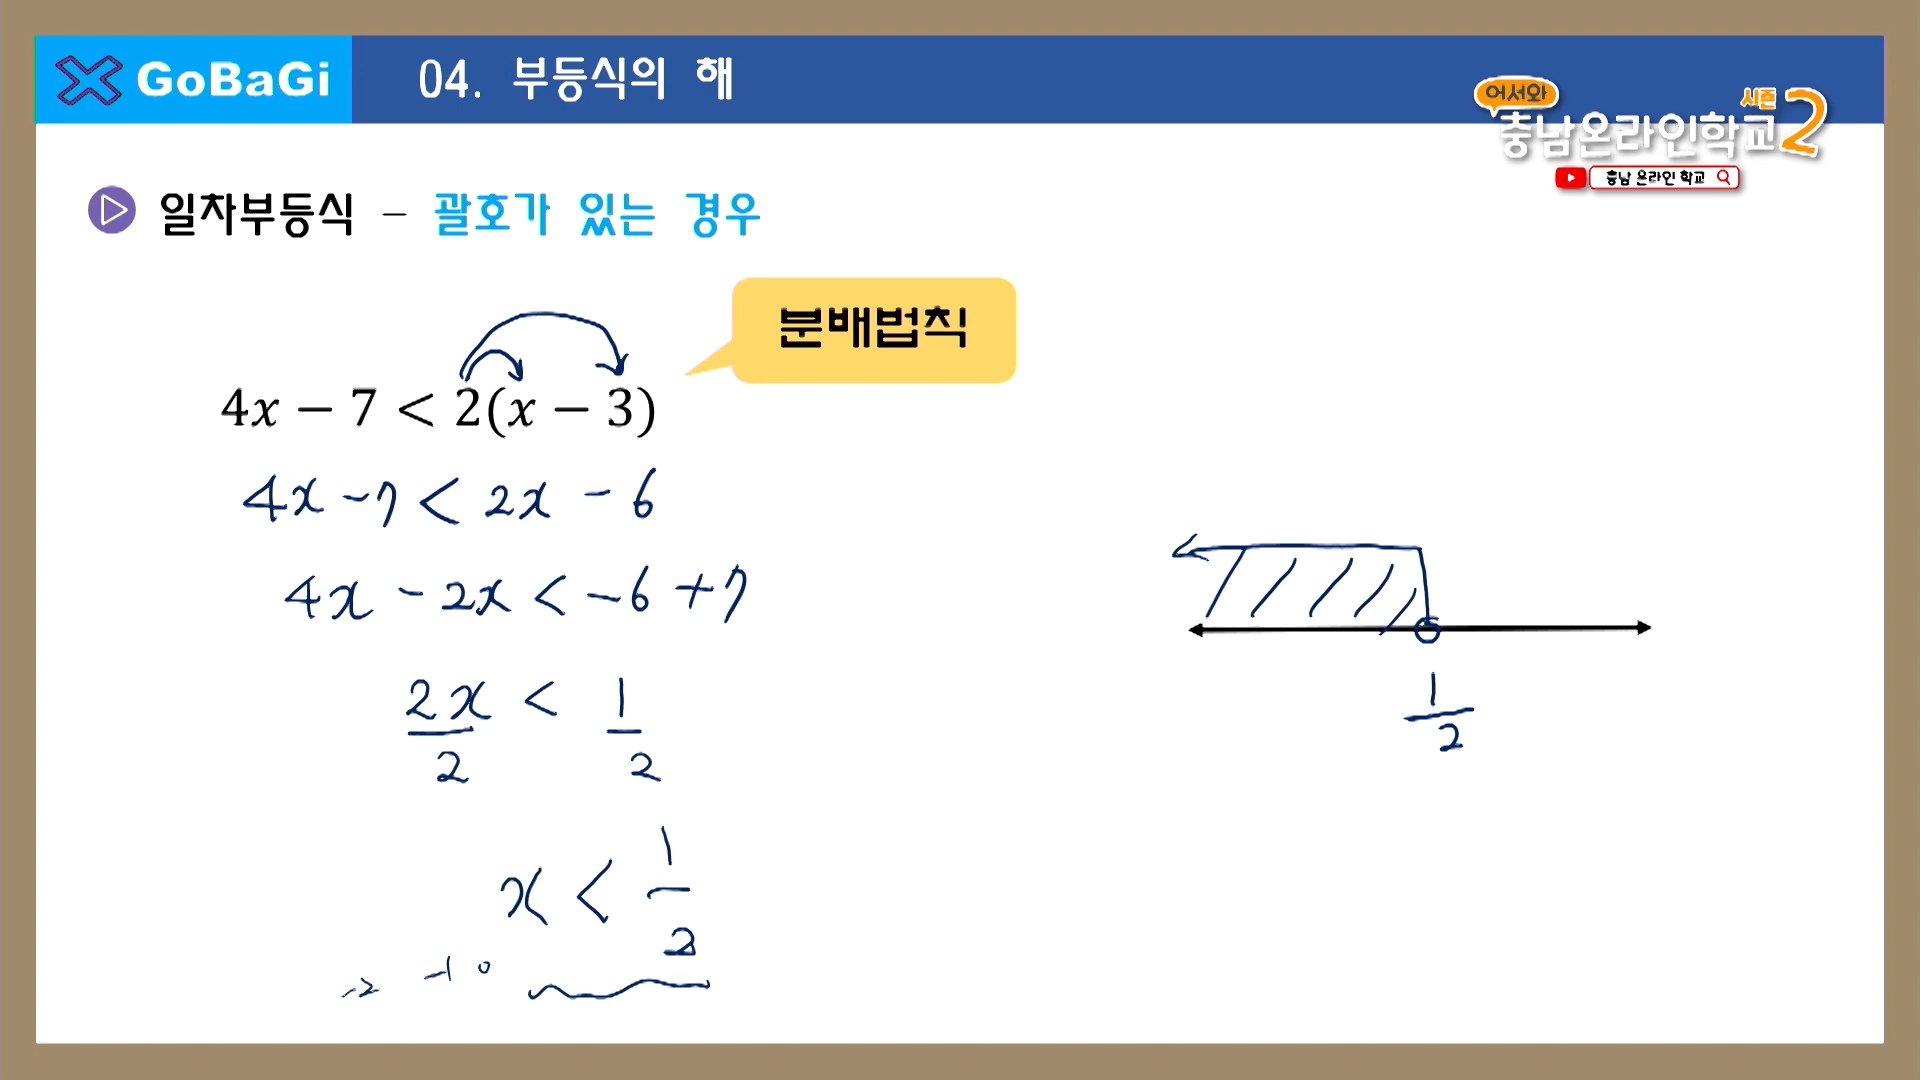 GoBaGi
04. 부등식의 해
어서와
시즌2
충남온라인학교
충남 온라인 학교
일차부등식 – 괄호가 있는 경우
분배법칙
4x − 7 < 2(x − 3)
4x − 7 < 2x − 6
4x − 2x < −6 + 7
2x/2 < 1/2
x < 1/2
-2 -1 0
1/2